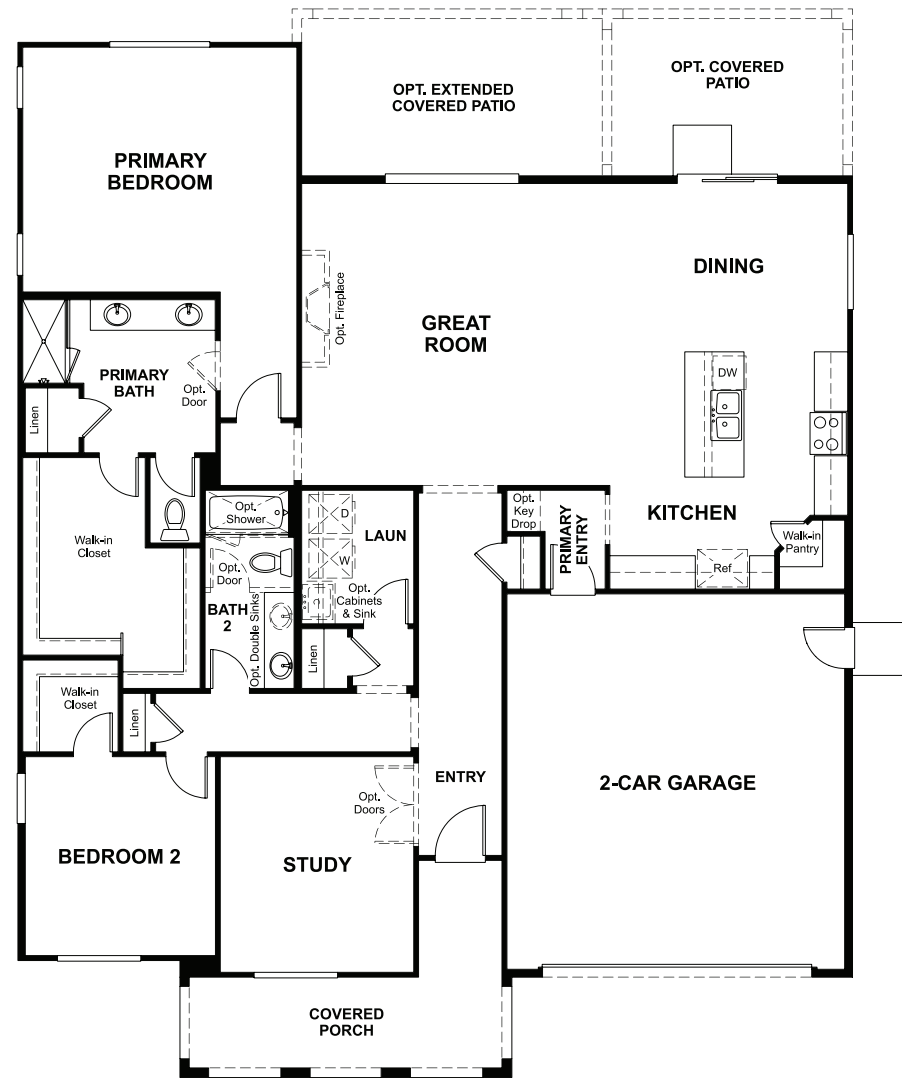 OPT. EXTENDED
COVERED PATIO
OPT. COVERED
PATIO
PRIMARY
BEDROOM
DINING
Opt. Fireplace
GREAT
ROOM
PRIMARY
BATH
Opt.
Door
DW
Linen
Walk-in
Closet
Opt.
Shower
D
W
LAUN
Opt.
Key
Drop
PRIMARY
ENTRY
KITCHEN
Walk-in
Pantry
Ref
Opt.
Door
BATH
2
Opt. Double Sinks
Opt.
Cabinets
& Sink
Linen
Walk-in
Closet
Linen
ENTRY
Opt.
Doors
2-CAR GARAGE
BEDROOM 2
STUDY
COVERED
PORCH